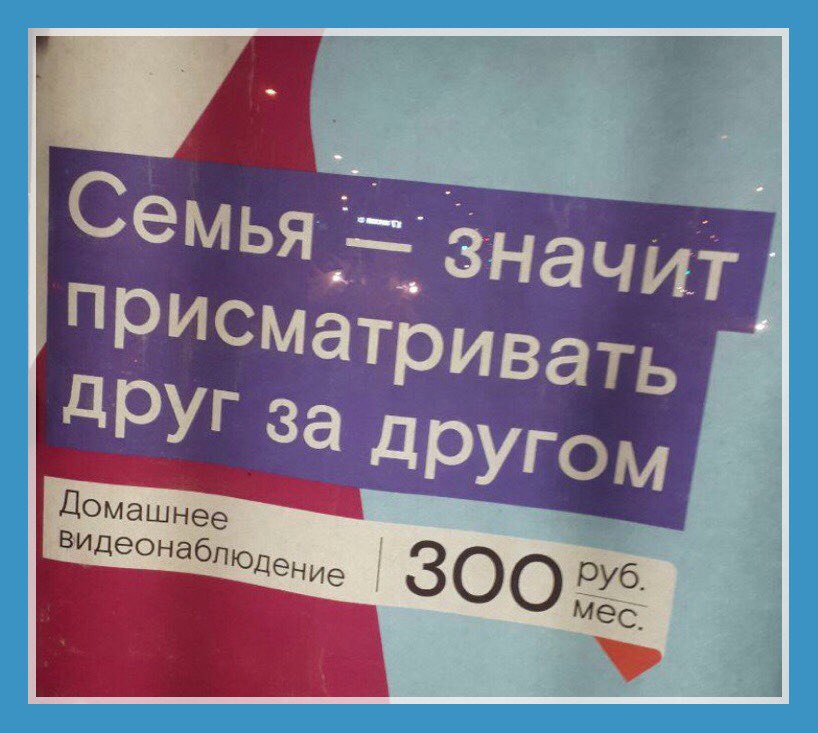 Семья — значит
присматривать
друг за другом
Домашнее
видеонаблюдение
300 руб.
мес.